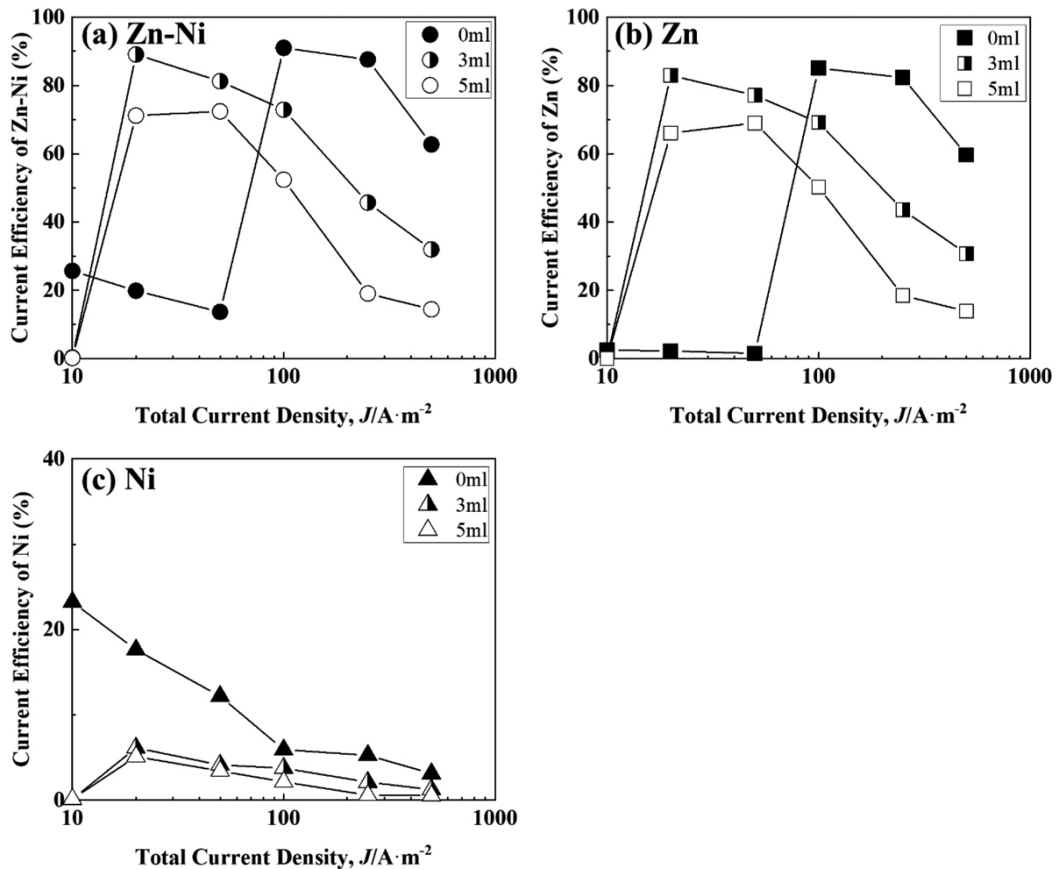 (a) Zn-Ni
0ml
3ml
5ml
100
80
60
40
20
0
10
100
1000
Current Efficiency of Zn-Ni (%)
Total Current Density, J/A·m⁻²
(b) Zn
0ml
3ml
5ml
100
80
60
40
20
0
10
100
1000
Current Efficiency of Zn (%)
Total Current Density, J/A·m⁻²
(c) Ni
0ml
3ml
5ml
40
20
0
10
100
1000
Current Efficiency of Ni (%)
Total Current Density, J/A·m⁻²